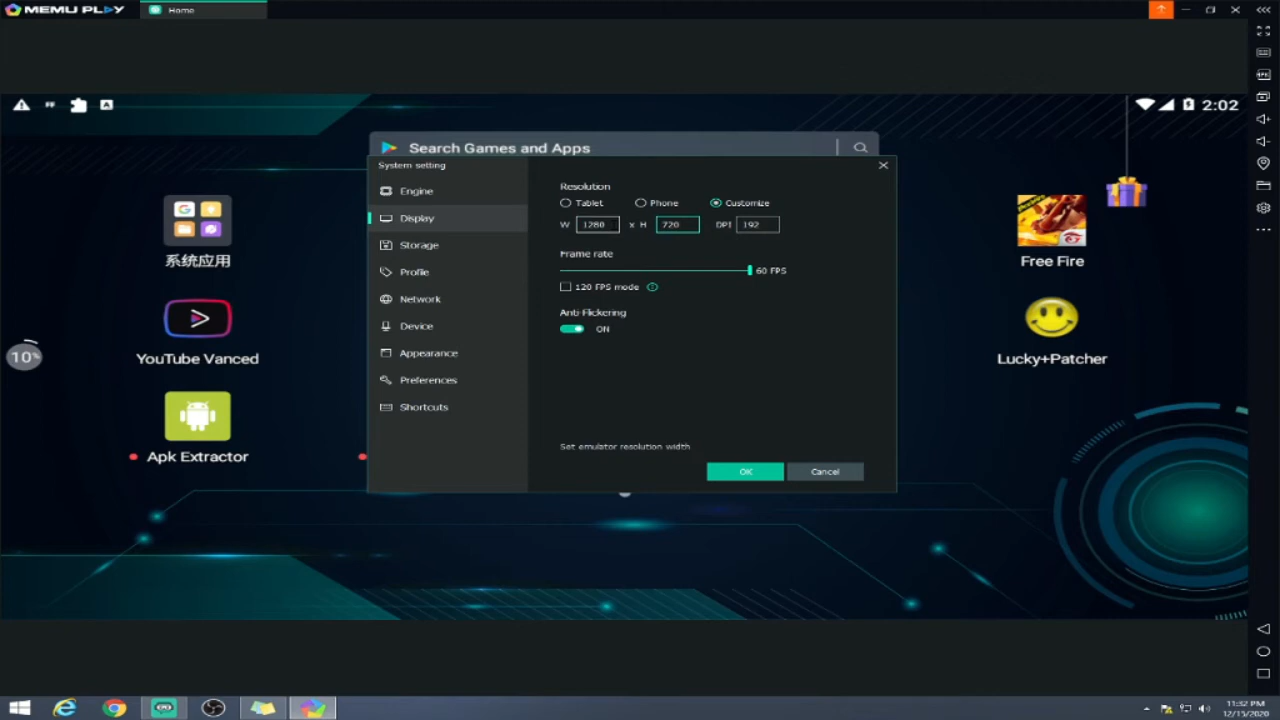 MEMU PLAY
Home
2:02
Search Games and Apps
System setting
Engine
Display
Storage
Profile
Network
Device
Appearance
Preferences
Shortcuts
Resolution
Tablet Phone Customize
W 1280 x H 720 DPI 192
Frame rate
60 FPS
120 FPS mode
Anti-Flickering
ON
Set emulator resolution width
OK Cancel
系统应用
YouTube Vanced
Apk Extractor
Free Fire
Lucky+Patcher
10%
11:32 PM
12/15/2020